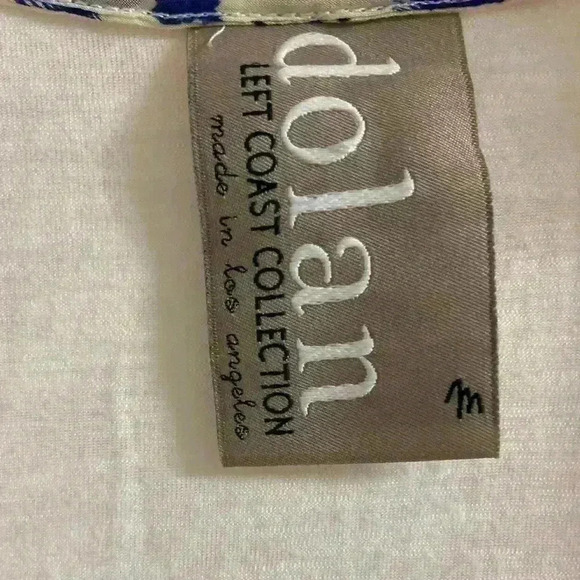 dolan
LEFT COAST COLLECTION
made in los angeles
m